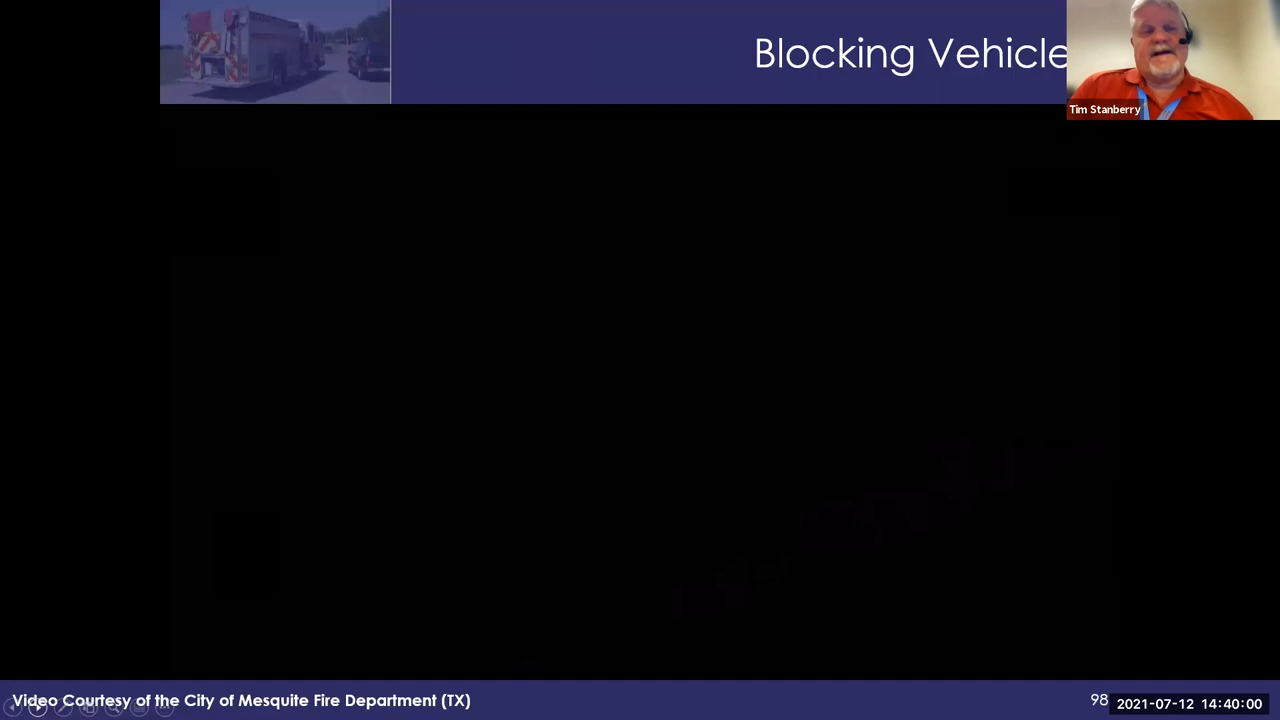 Blocking Vehicle
Tim Stanberry
Video Courtesy of the City of Mesquite Fire Department (TX)
98
2021-07-12 14:40:00